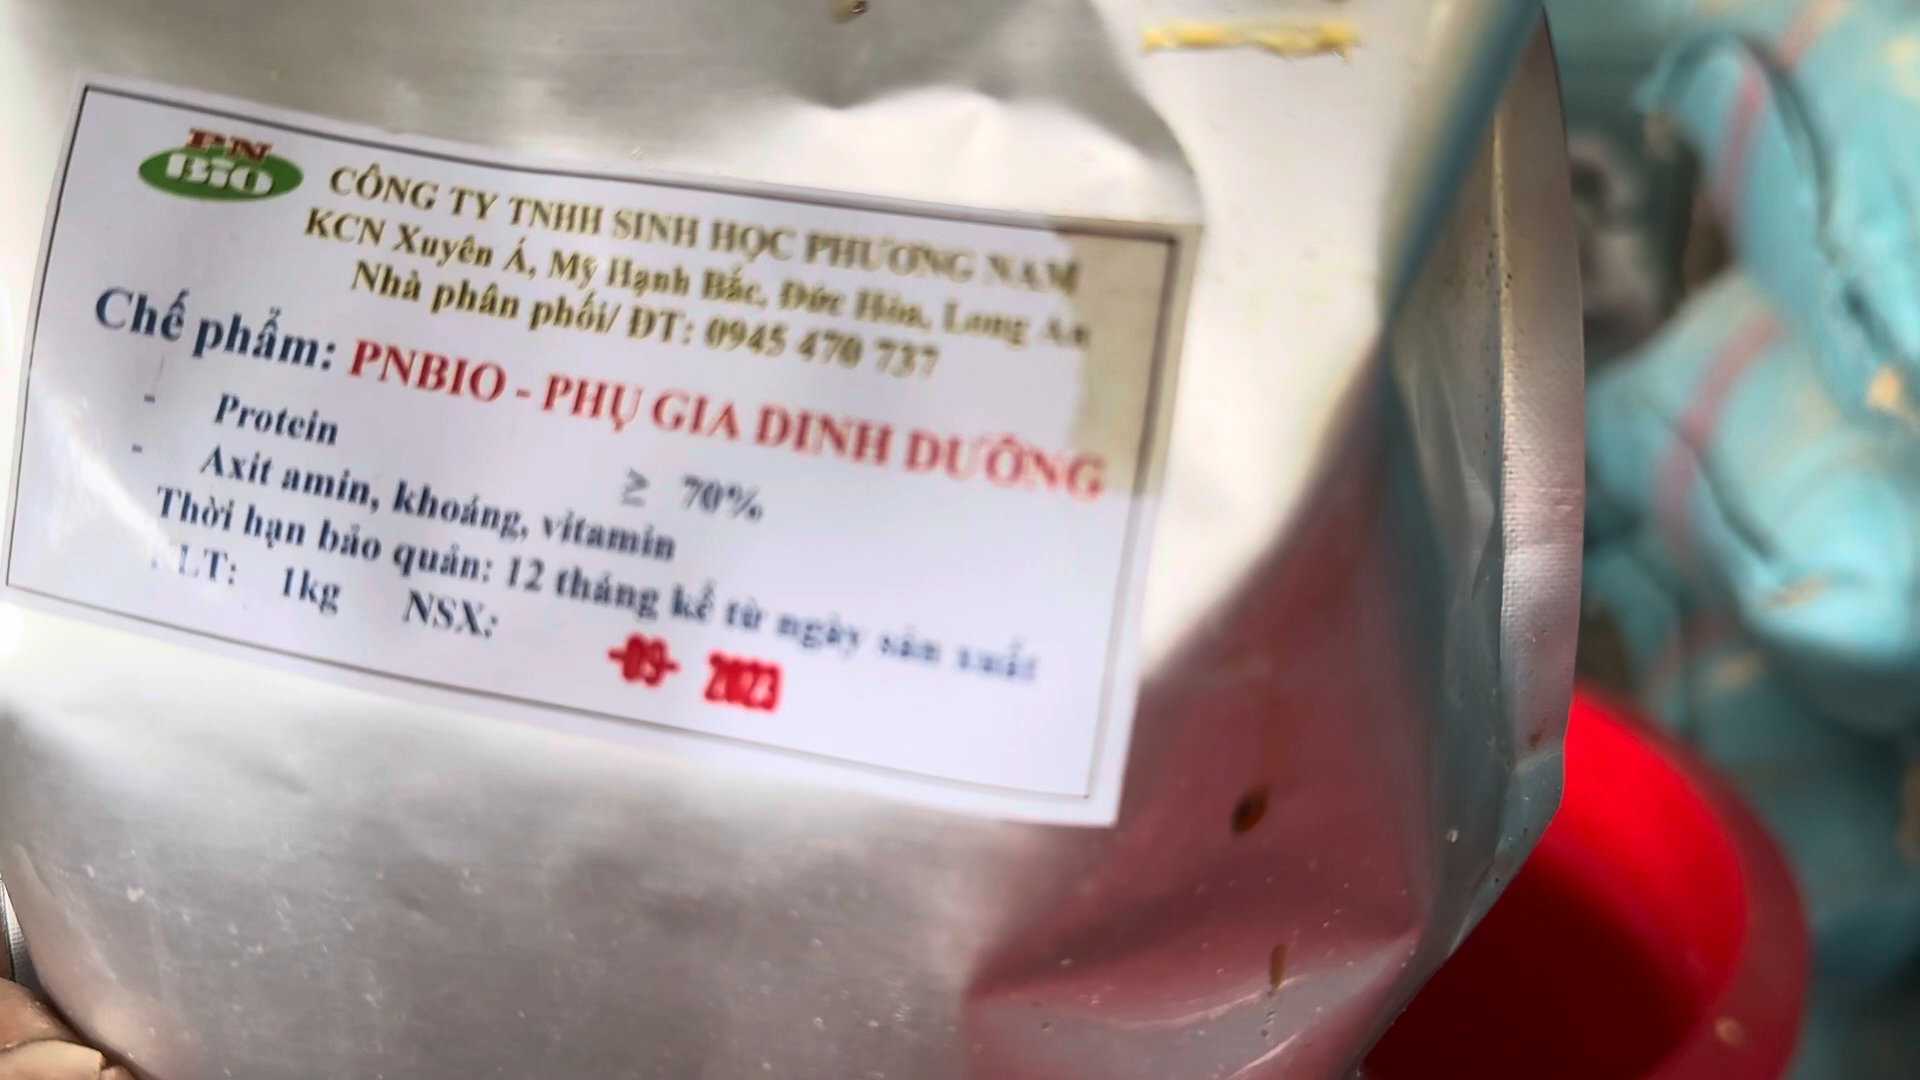 PN
BIO
CÔNG TY TNHH SINH HỌC PHƯƠNG NAM
KCN Xuyên Á, Mỹ Hạnh Bắc, Đức Hòa, Long An
Nhà phân phối/ ĐT: 0945 470 737
Chế phẩm: PNBIO - PHỤ GIA DINH DƯỠNG
- Protein ≥ 70%
- Axit amin, khoáng, vitamin
Thời hạn bảo quản: 12 tháng kể từ ngày sản xuất
KLT: 1kg NSX: -09- 2023